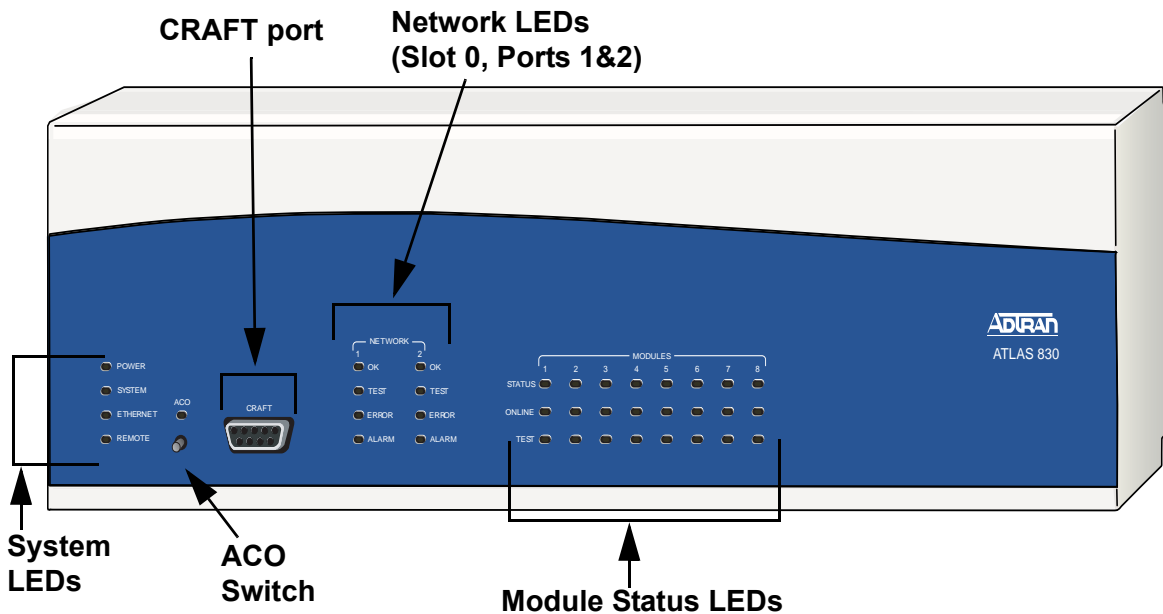 CRAFT port
Network LEDs
(Slot 0, Ports 1&2)
ADTRAN
ATLAS 830
NETWORK
1 2
OK OK
TEST TEST
ERROR ERROR
ALARM ALARM
POWER
SYSTEM
ETHERNET
REMOTE
ACO
CRAFT
MODULES
1 2 3 4 5 6 7 8
STATUS
ONLINE
TEST
System
LEDs
ACO
Switch
Module Status LEDs